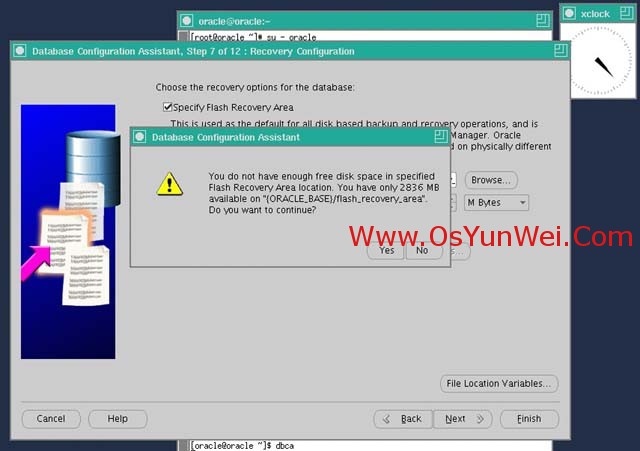 oracle@oracle:~
xclock
[root@oracle ~]# su - oracle
Database Configuration Assistant, Step 7 of 12 : Recovery Configuration
Choose the recovery options for the database:
Specify Flash Recovery Area
This is used as the default for all disk based backup and recovery operations, and is
Manager. Oracle
on physically different
Database Configuration Assistant
You do not have enough free disk space in specified
Flash Recovery Area location. You have only 2836 MB
available on "{ORACLE_BASE}/flash_recovery_area".
Do you want to continue?
Yes
No
Browse...
M Bytes
Www.OsYunWei.Com
File Location Variables...
Cancel
Help
Back
Next
Finish
[oracle@oracle ~]$ dbca